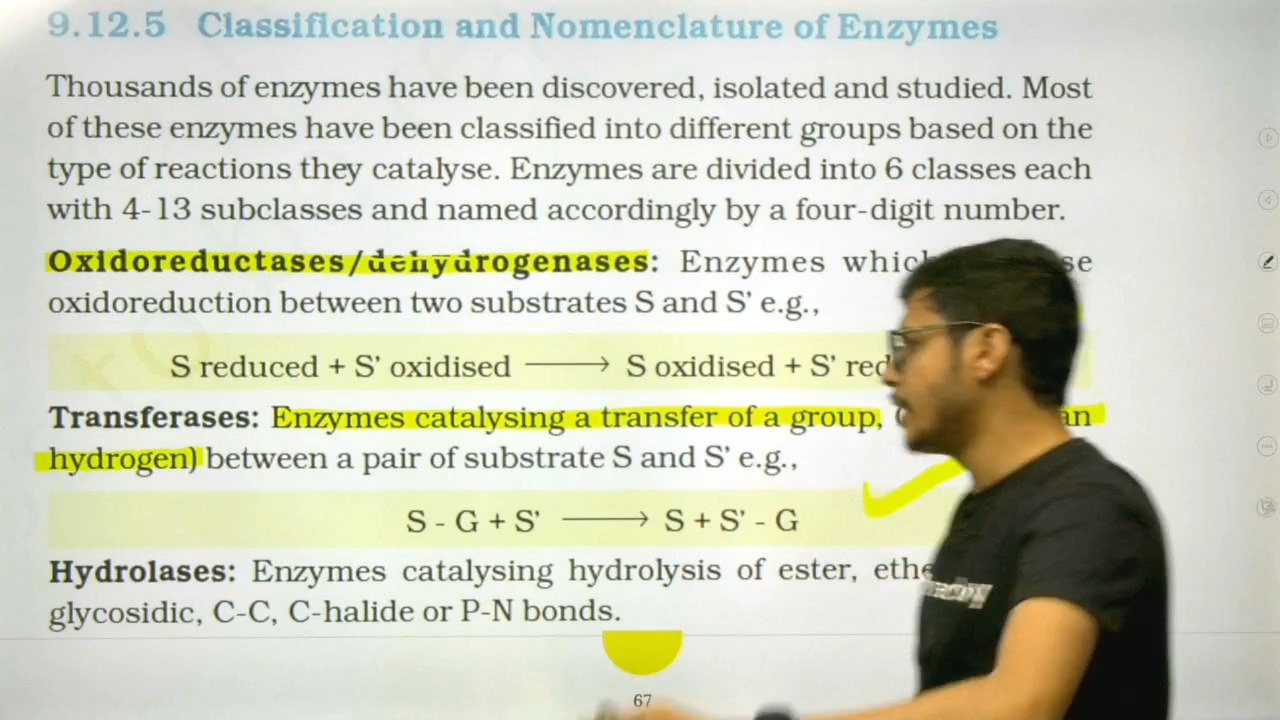 9.12.5 Classification and Nomenclature of Enzymes
Thousands of enzymes have been discovered, isolated and studied. Most
of these enzymes have been classified into different groups based on the
type of reactions they catalyse. Enzymes are divided into 6 classes each
with 4-13 subclasses and named accordingly by a four-digit number.
Oxidoreductases/dehydrogenases: Enzymes
oxidoreduction between two substrates S and S’ e.g.,
S reduced + S’ oxidised ⟶ S oxidised + S’
Transferases: Enzymes catalysing a transfer of a group,
hydrogen) between a pair of substrate S and S’ e.g.,
S - G + S’ ⟶ S + S’ - G
Hydrolases: Enzymes catalysing hydrolysis of ester,
glycosidic, C-C, C-halide or P-N bonds.
67